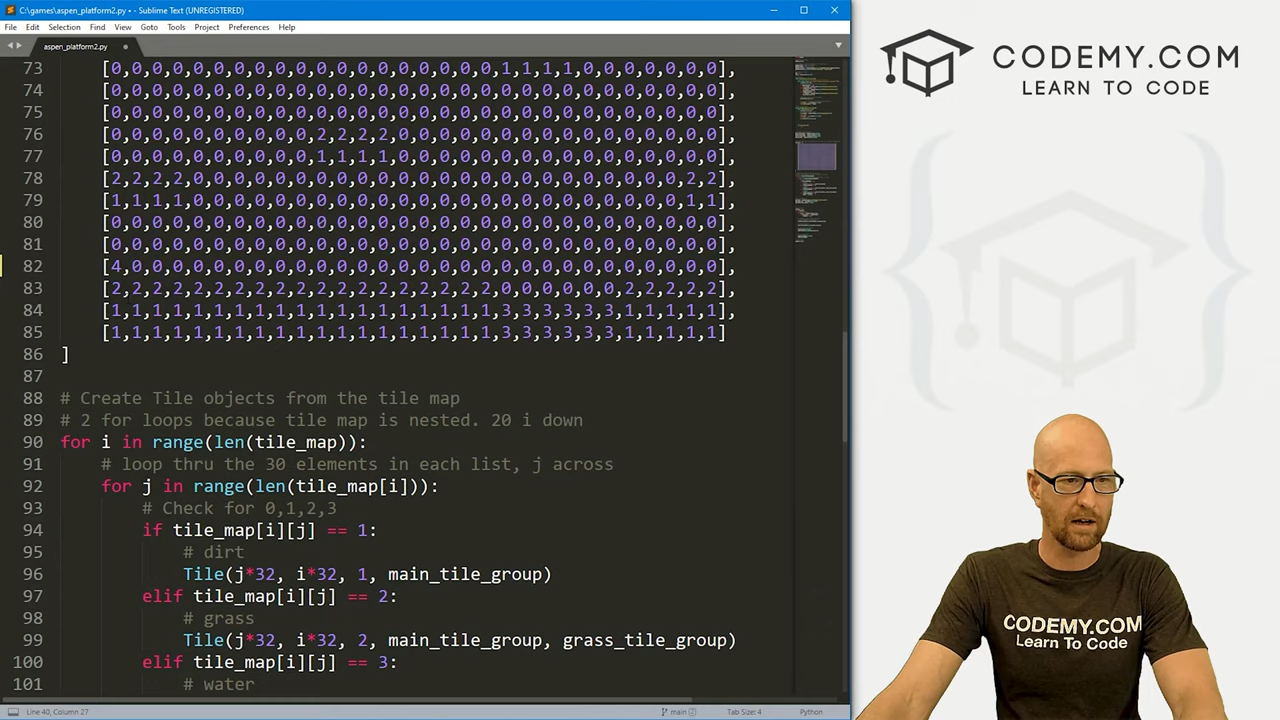 C:\games\aspen_platform2.py • - Sublime Text (UNREGISTERED)
File Edit Selection Find View Goto Tools Project Preferences Help
aspen_platform2.py
73 [0,0,0,0,0,0,0,0,0,0,0,0,0,0,0,0,0,0,0,1,1,1,1,0,0,0,0,0,0,0],
74 [0,0,0,0,0,0,0,0,0,0,0,0,0,0,0,0,0,0,0,0,0,0,0,0,0,0,0,0,0,0],
75 [0,0,0,0,0,0,0,0,0,0,0,0,0,0,0,0,0,0,0,0,0,0,0,0,0,0,0,0,0,0],
76 [0,0,0,0,0,0,0,0,0,0,2,2,2,2,0,0,0,0,0,0,0,0,0,0,0,0,0,0,0,0],
77 [0,0,0,0,0,0,0,0,0,0,1,1,1,1,0,0,0,0,0,0,0,0,0,0,0,0,0,0,0,0],
78 [2,2,2,2,0,0,0,0,0,0,0,0,0,0,0,0,0,0,0,0,0,0,0,0,0,0,0,0,2,2],
79 [1,1,1,1,0,0,0,0,0,0,0,0,0,0,0,0,0,0,0,0,0,0,0,0,0,0,0,0,1,1],
80 [0,0,0,0,0,0,0,0,0,0,0,0,0,0,0,0,0,0,0,0,0,0,0,0,0,0,0,0,0,0],
81 [0,0,0,0,0,0,0,0,0,0,0,0,0,0,0,0,0,0,0,0,0,0,0,0,0,0,0,0,0,0],
82 [4,0,0,0,0,0,0,0,0,0,0,0,0,0,0,0,0,0,0,0,0,0,0,0,0,0,0,0,0,0],
83 [2,2,2,2,2,2,2,2,2,2,2,2,2,2,2,2,2,2,2,0,0,0,0,0,0,2,2,2,2,2],
84 [1,1,1,1,1,1,1,1,1,1,1,1,1,1,1,1,1,1,1,3,3,3,3,3,3,1,1,1,1,1],
85 [1,1,1,1,1,1,1,1,1,1,1,1,1,1,1,1,1,1,1,3,3,3,3,3,3,1,1,1,1,1]
86 ]
87
88 # Create Tile objects from the tile map
89 # 2 for loops because tile map is nested. 20 i down
90 for i in range(len(tile_map)):
91 # loop thru the 30 elements in each list, j across
92 for j in range(len(tile_map[i])):
93 # Check for 0,1,2,3
94 if tile_map[i][j] == 1:
95 # dirt
96 Tile(j*32, i*32, 1, main_tile_group)
97 elif tile_map[i][j] == 2:
98 # grass
99 Tile(j*32, i*32, 2, main_tile_group, grass_tile_group)
100 elif tile_map[i][j] == 3:
101 # water
Line 40, Column 27 main 2 Tab Size: 4 Python
CODEMY.COM
LEARN TO CODE
CODEMY.COM
Learn To Code